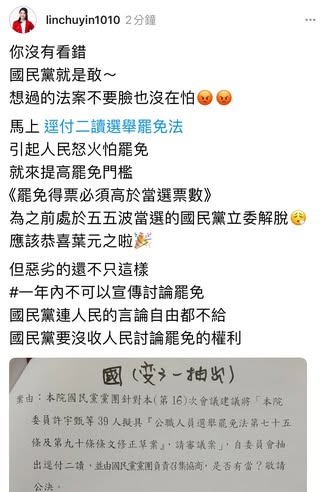 linchuyin1010 2分鐘
你沒有看錯
國民黨就是敢～
想過的法案不要臉也沒在怕😡😡
馬上 逕付二讀選舉罷免法
引起人民怒火怕罷免
就來提高罷免門檻
《罷免得票必須高於當選票數》
為之前處於五五波當選的國民黨立委解脫😮‍💨
應該恭喜葉元之啦🎉
但惡劣的還不只這樣
#一年內不可以宣傳討論罷免
國民黨連人民的言論自由都不給
國民黨要沒收人民討論罷免的權利
國(變一抽出)
案由：本院國民黨黨團針對本(第16)次會議建議將「本院
委員許宇甄等39人擬具『公職人員選舉罷免法第七十五
條及第九十條條文修正草案』，請審議案」，自委員會抽
出逕付二讀，並由國民黨黨團負責召集協商，是否有當？敬請
公決。